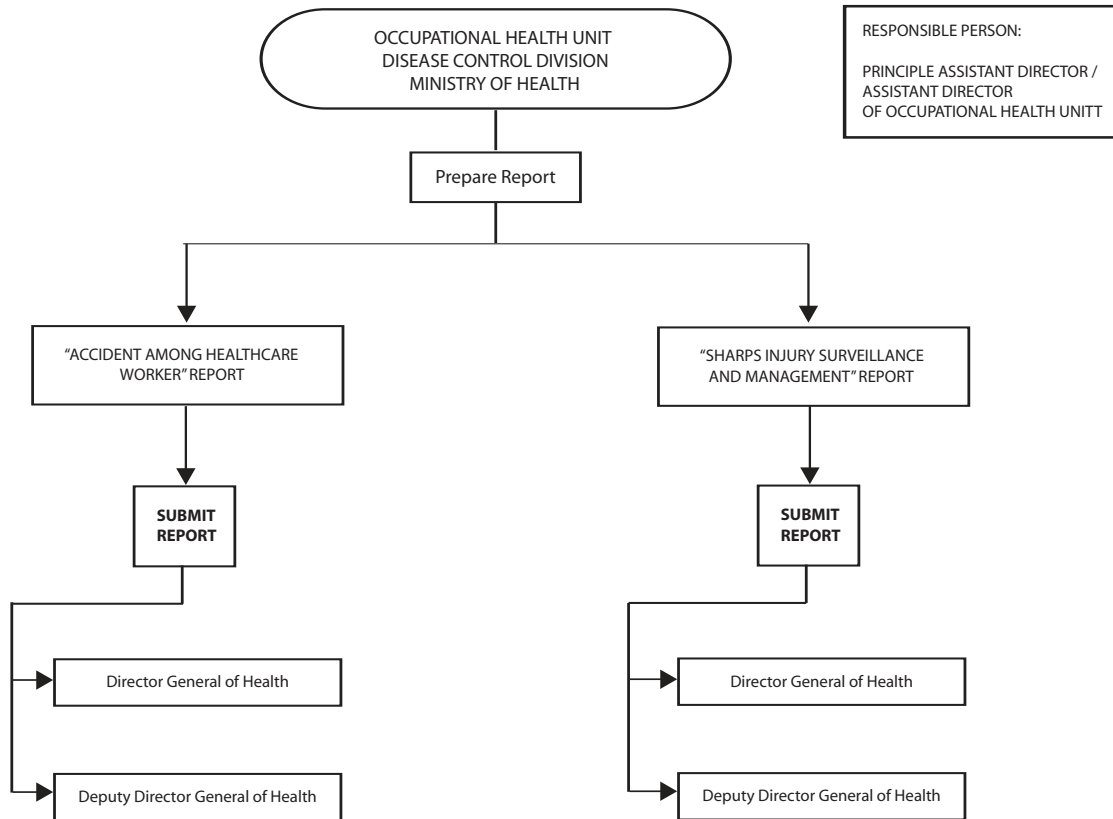 OCCUPATIONAL HEALTH UNIT
DISEASE CONTROL DIVISION
MINISTRY OF HEALTH
RESPONSIBLE PERSON:
PRINCIPLE ASSISTANT DIRECTOR /
ASSISTANT DIRECTOR
OF OCCUPATIONAL HEALTH UNITT
Prepare Report
“ACCIDENT AMONG HEALTHCARE
WORKER” REPORT
“SHARPS INJURY SURVEILLANCE
AND MANAGEMENT” REPORT
SUBMIT
REPORT
SUBMIT
REPORT
Director General of Health
Director General of Health
Deputy Director General of Health
Deputy Director General of Health